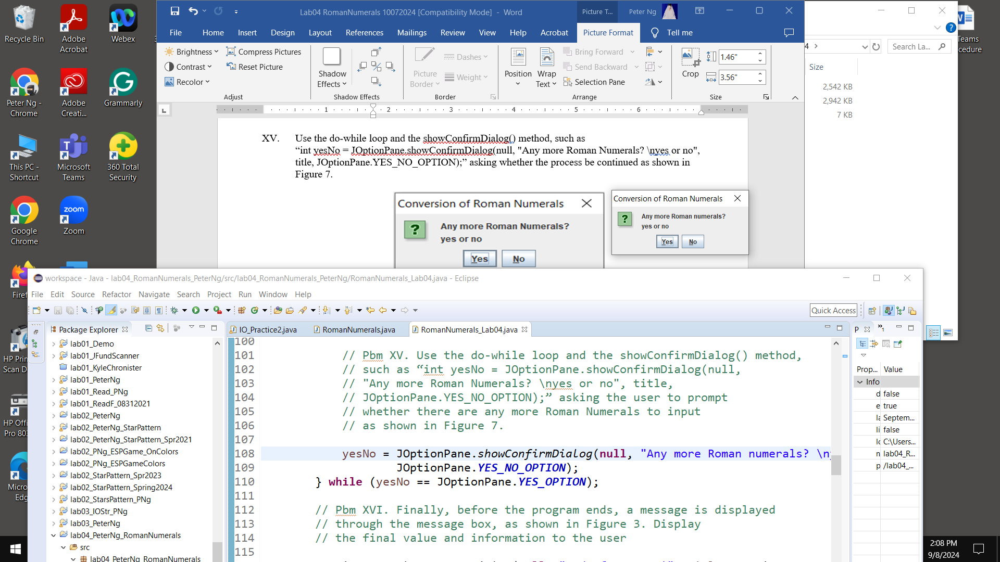 Recycle Bin
Adobe
Acrobat
Webex
Peter Ng -
Chrome
Adobe
Creati...
Grammarly
This PC -
Shortcut
Microsoft
Teams
360 Total
Security
Google
Chrome
zoom
Zoom
Firef
HP Prin
Scan D
HP Offi
Pro 803
Micro
Edg
Teams
cedure
Lab04 RomanNumerals 10072024 [Compatibility Mode] - Word
Picture T...
Peter Ng
File Home Insert Design Layout References Mailings Review View Help Acrobat Picture Format Tell me
Brightness
Contrast
Recolor
Compress Pictures
Reset Picture
Adjust
Shadow
Effects
Shadow Effects
Picture
Border
Dashes
Weight
Border
Position
Wrap
Text
Bring Forward
Send Backward
Selection Pane
Arrange
Crop
1.46"
3.56"
Size
4
Search La...
Size
2,542 KB
2,942 KB
7 KB
1 2 3 4 5 6
XV. Use the do-while loop and the showConfirmDialog() method, such as
“int yesNo = JOptionPane.showConfirmDialog(null, "Any more Roman Numerals? \nyes or no",
title, JOptionPane.YES_NO_OPTION);” asking whether the process be continued as shown in
Figure 7.
Conversion of Roman Numerals
? Any more Roman Numerals?
yes or no
Yes No
Conversion of Roman Numerals
? Any more Roman numerals?
yes or no
Yes No
workspace - Java - lab04_RomanNumerals_PeterNg/src/lab04_RomanNumerals_PeterNg/RomanNumerals_Lab04.java - Eclipse
File Edit Source Refactor Navigate Search Project Run Window Help
Quick Access
Package Explorer
IO_Practice2.java RomanNumerals.java RomanNumerals_Lab04.java
lab01_Demo
lab01_JFundScanner
lab01_KyleChronister
lab01_PeterNg
lab01_Read_PNg
lab01_ReadF_08312021
lab02_PeterNg
lab02_PeterNg_StarPattern
lab02_PeterNg_StarPattern_Spr2021
lab02_PNg_ESPGame_OnColors
lab02_PNg_ESPGameColors
lab02_StarPattern_Spr2023
lab02_StarPattern_Spring2024
lab02_StarsPattern_PNg
lab03_IOStr_PNg
lab03_PeterNg
lab04_PeterNg_RomanNumerals
src
lab04_PeterNg_RomanNumerals
100
101 // Pbm XV. Use the do-while loop and the showConfirmDialog() method,
102 // such as “int yesNo = JOptionPane.showConfirmDialog(null,
103 // "Any more Roman Numerals? \nyes or no", title,
104 // JOptionPane.YES_NO_OPTION);” asking the user to prompt
105 // whether there are any more Roman Numerals to input
106 // as shown in Figure 7.
107
108 yesNo = JOptionPane.showConfirmDialog(null, "Any more Roman numerals? \n
109 JOptionPane.YES_NO_OPTION);
110 } while (yesNo == JOptionPane.YES_OPTION);
111
112 // Pbm XVI. Finally, before the program ends, a message is displayed
113 // through the message box, as shown in Figure 3. Display
114 // the final value and information to the user
115
P
Prop... Value
Info
d false
e true
la Septem...
li false
lo C:\Users...
n lab04_R...
p /lab04_...
2:08 PM
9/8/2024